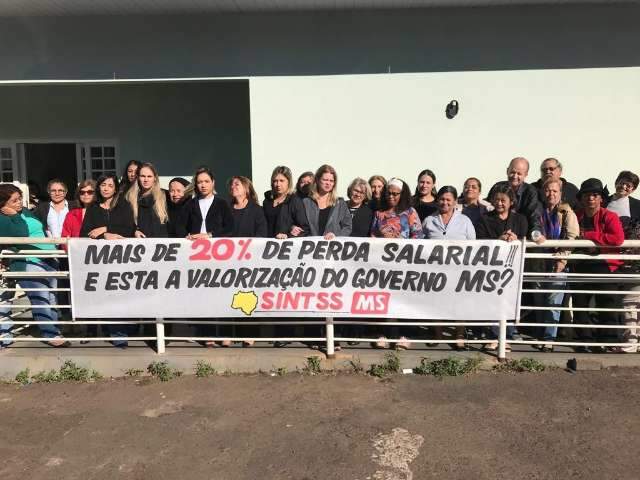 MAIS DE 20% DE PERDA SALARIAL!!!
E ESTA A VALORIZAÇÃO DO GOVERNO MS?
SINTSS MS